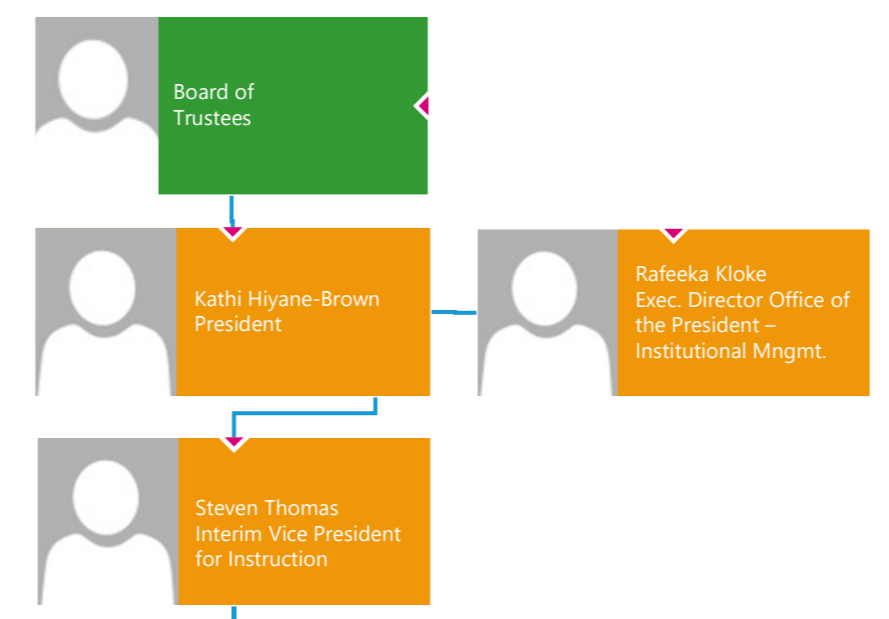 Board of
Trustees
Kathi Hiyane-Brown
President
Rafeeka Kloke
Exec. Director Office of
the President –
Institutional Mngmt.
Steven Thomas
Interim Vice President
for Instruction